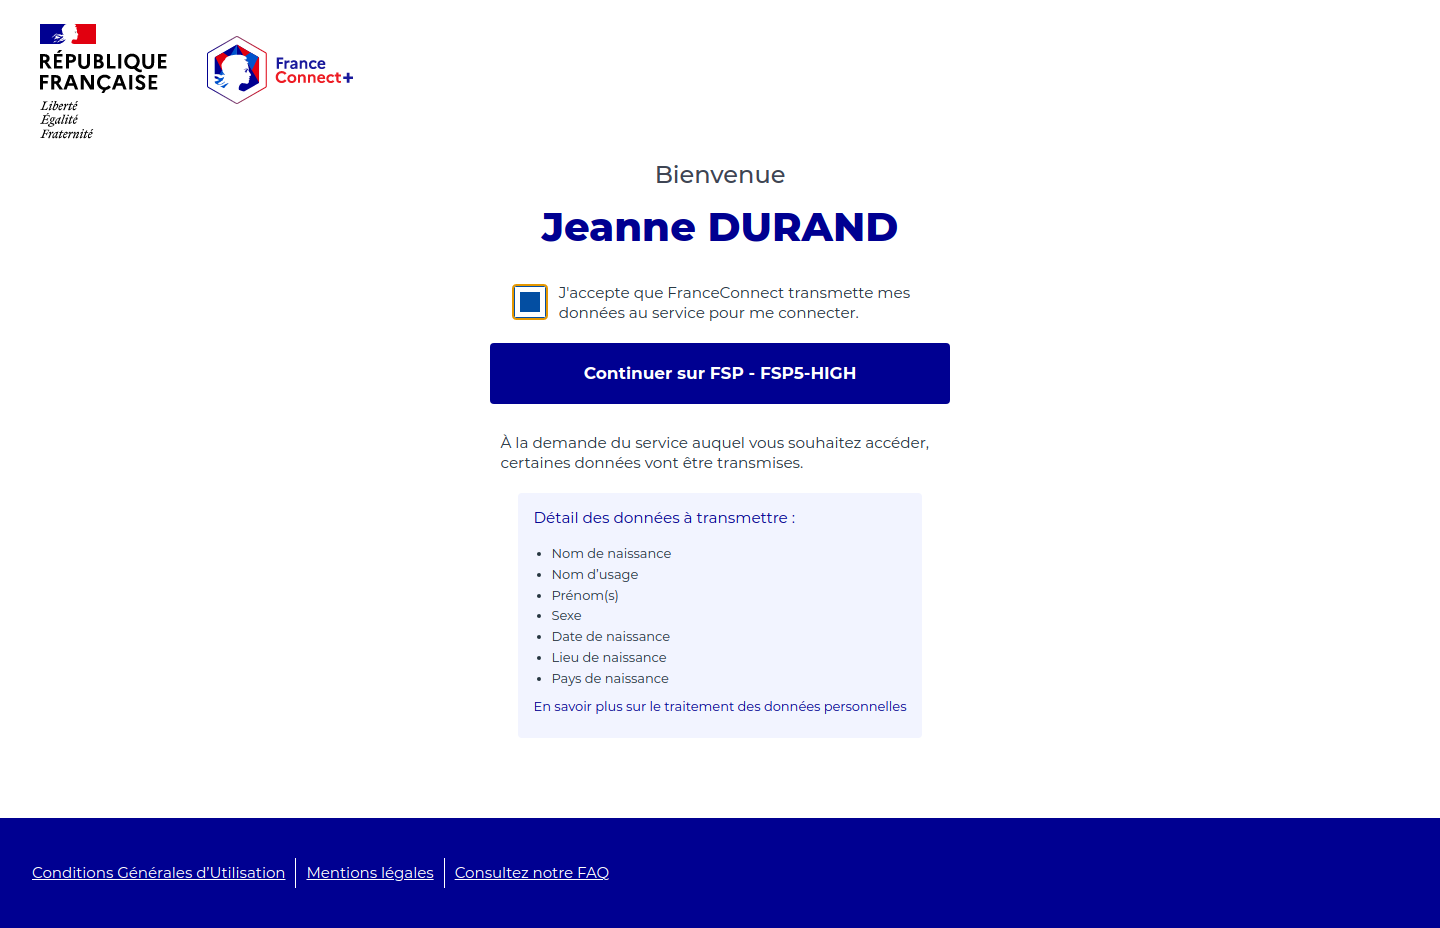 RÉPUBLIQUE
FRANÇAISE
Liberté
Égalité
Fraternité
France
Connect+
Bienvenue
Jeanne DURAND
J'accepte que FranceConnect transmette mes
données au service pour me connecter.
Continuer sur FSP - FSP5-HIGH
À la demande du service auquel vous souhaitez accéder,
certaines données vont être transmises.
Détail des données à transmettre :
• Nom de naissance
• Nom d’usage
• Prénom(s)
• Sexe
• Date de naissance
• Lieu de naissance
• Pays de naissance
En savoir plus sur le traitement des données personnelles
Conditions Générales d’Utilisation Mentions légales Consultez notre FAQ